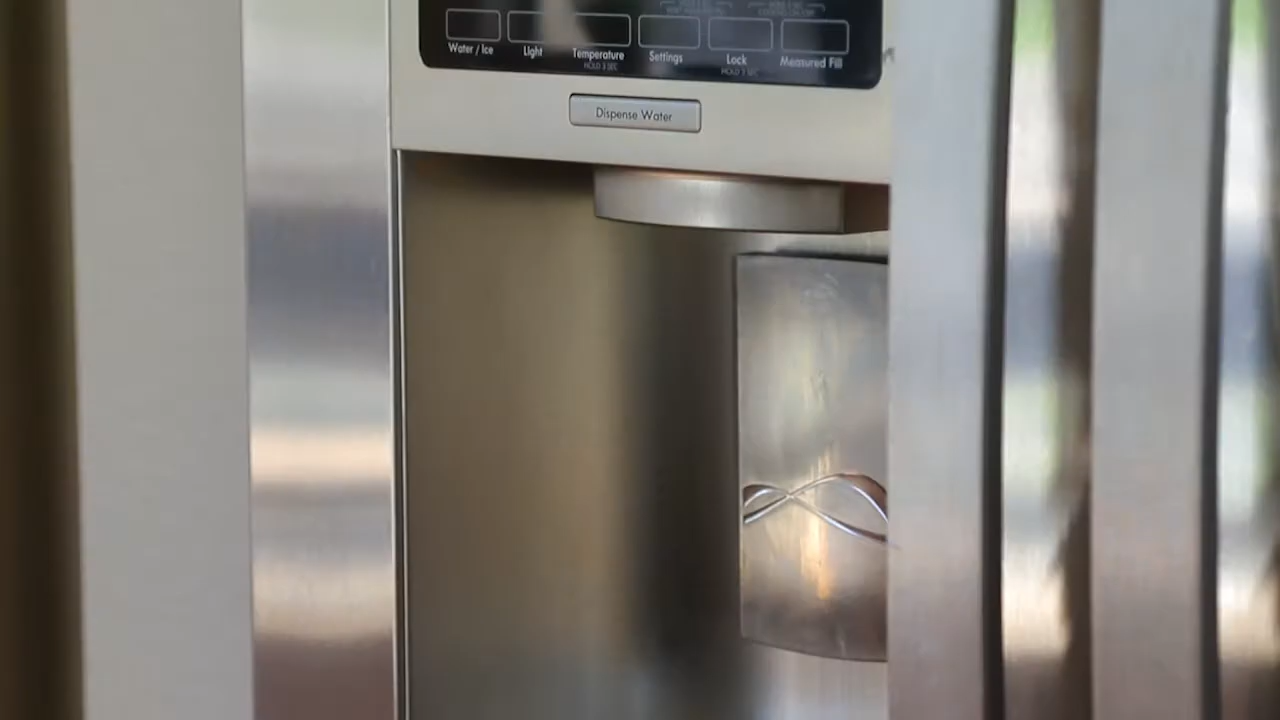 Water / Ice Light Temperature Settings Lock Measured Fill
HOLD 3 SEC HOLD 3 SEC
Dispense Water